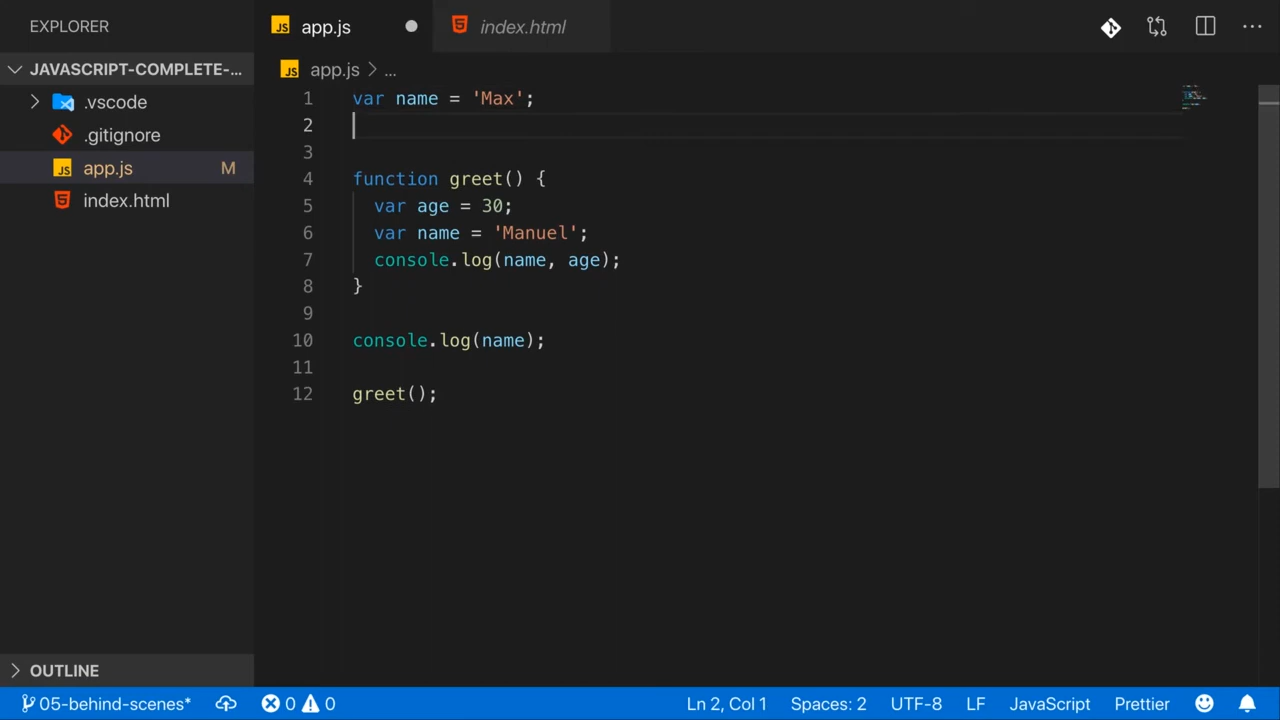 EXPLORER
app.js
index.html
JAVASCRIPT-COMPLETE-...
.vscode
.gitignore
app.js M
index.html
JS app.js > ...
1 var name = 'Max';
2
3
4 function greet() {
5 var age = 30;
6 var name = 'Manuel';
7 console.log(name, age);
8 }
9
10 console.log(name);
11
12 greet();
OUTLINE
05-behind-scenes* 0 0 Ln 2, Col 1 Spaces: 2 UTF-8 LF JavaScript Prettier